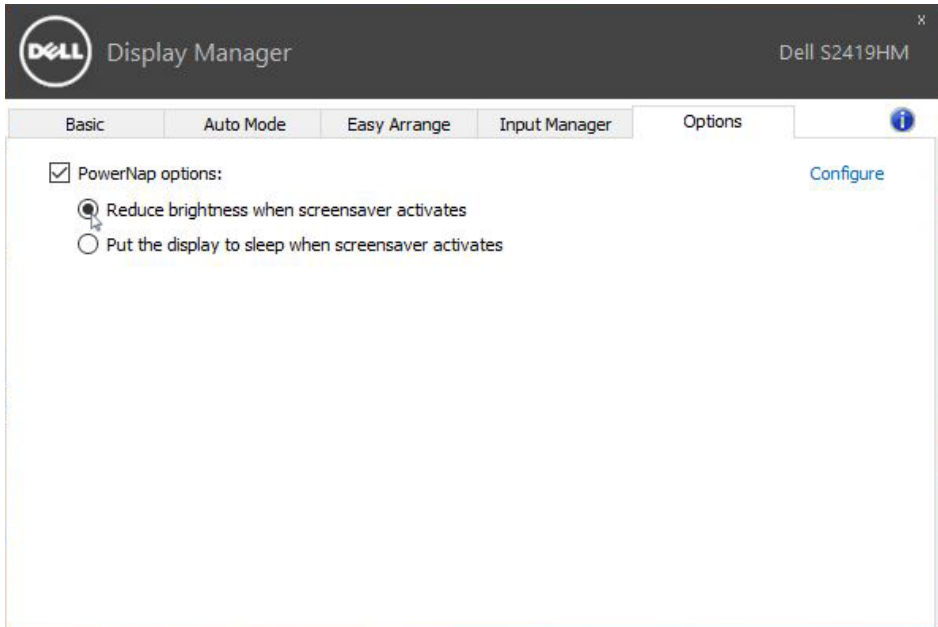 x
DELL Display Manager Dell S2419HM
Basic Auto Mode Easy Arrange Input Manager Options i
PowerNap options: Configure
Reduce brightness when screensaver activates
Put the display to sleep when screensaver activates